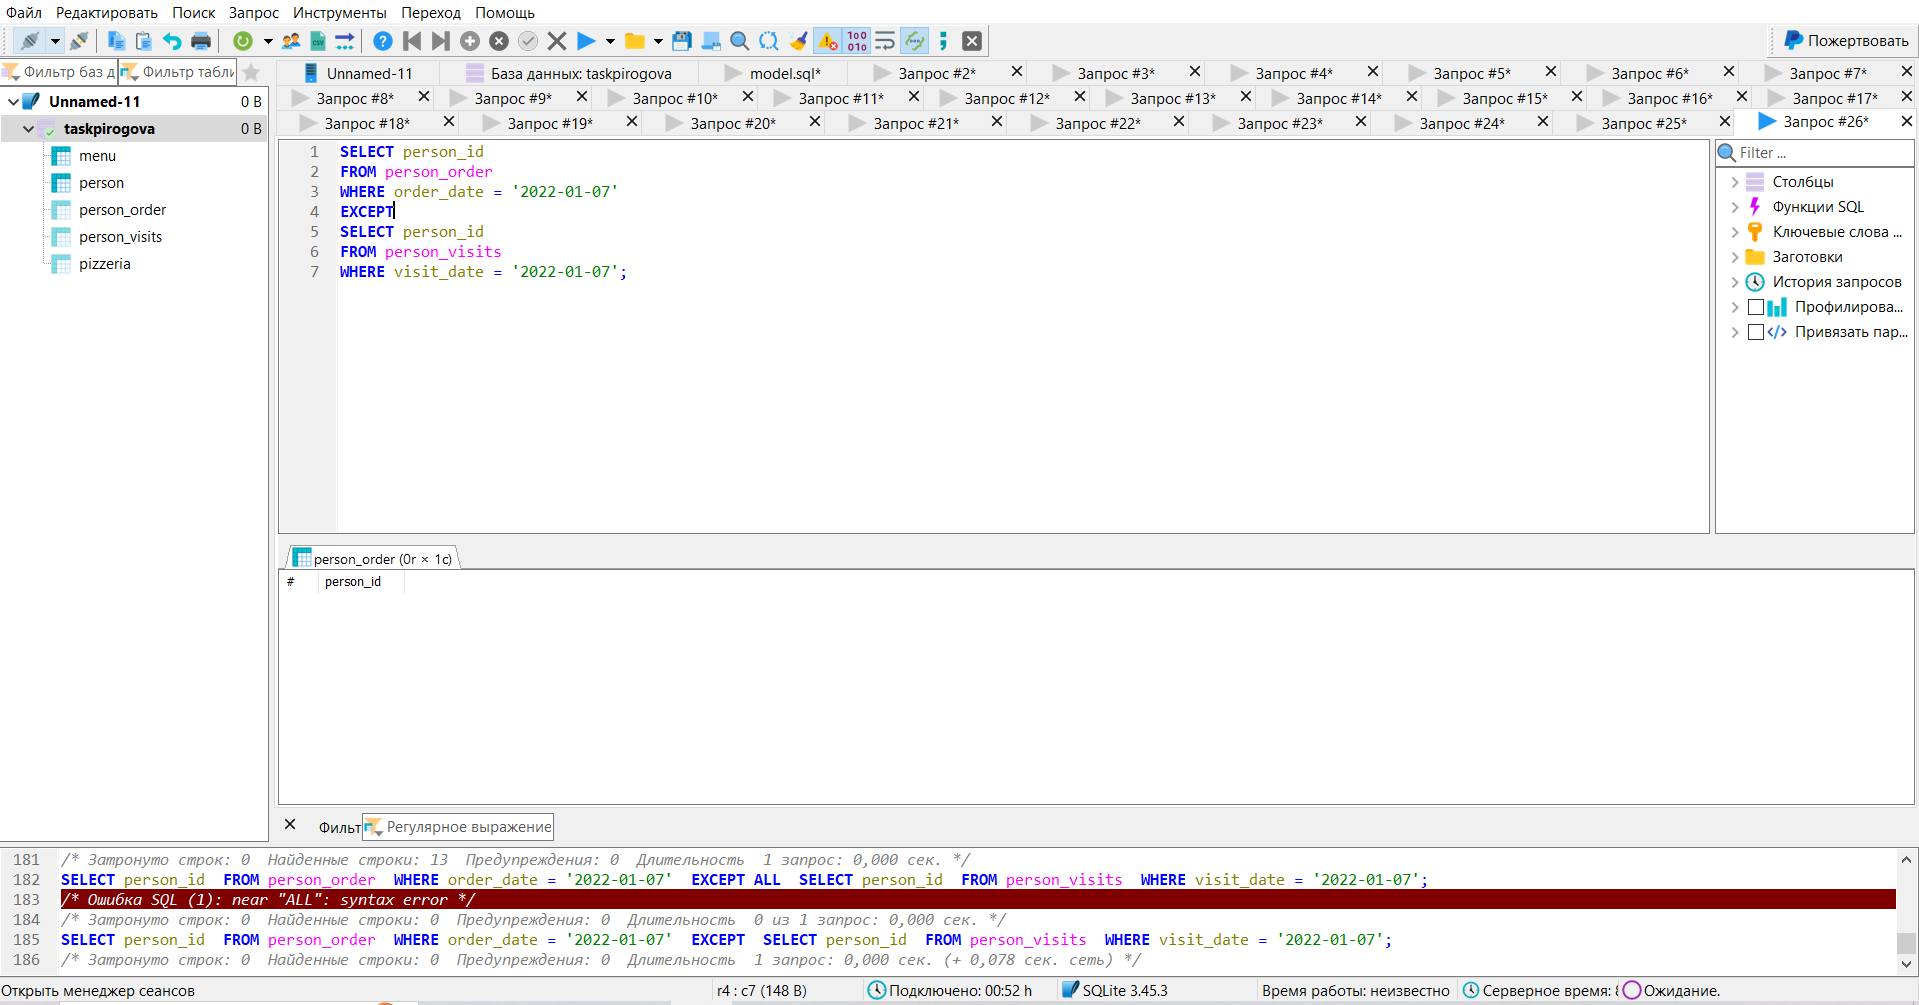 Файл Редактировать Поиск Запрос Инструменты Переход Помощь
Пожертвовать
Фильтр баз д Фильтр табли
Unnamed-11 База данных: taskpirogova model.sql* Запрос #2* Запрос #3* Запрос #4* Запрос #5* Запрос #6* Запрос #7*
Запрос #8* Запрос #9* Запрос #10* Запрос #11* Запрос #12* Запрос #13* Запрос #14* Запрос #15* Запрос #16* Запрос #17*
Запрос #18* Запрос #19* Запрос #20* Запрос #21* Запрос #22* Запрос #23* Запрос #24* Запрос #25* Запрос #26*
Unnamed-11 0 B
taskpirogova 0 B
menu
person
person_order
person_visits
pizzeria
1 SELECT person_id
2 FROM person_order
3 WHERE order_date = '2022-01-07'
4 EXCEPT
5 SELECT person_id
6 FROM person_visits
7 WHERE visit_date = '2022-01-07';
Filter ...
Столбцы
Функции SQL
Ключевые слова ...
Заготовки
История запросов
Профилирова...
Привязать пар...
person_order (0r × 1c)
# person_id
Фильт Регулярное выражение
181 /* Затронуто строк: 0 Найденные строки: 13 Предупреждения: 0 Длительность 1 запрос: 0,000 сек. */
182 SELECT person_id FROM person_order WHERE order_date = '2022-01-07' EXCEPT ALL SELECT person_id FROM person_visits WHERE visit_date = '2022-01-07';
183 /* Ошибка SQL (1): near "ALL": syntax error */
184 /* Затронуто строк: 0 Найденные строки: 0 Предупреждения: 0 Длительность 0 из 1 запрос: 0,000 сек. */
185 SELECT person_id FROM person_order WHERE order_date = '2022-01-07' EXCEPT SELECT person_id FROM person_visits WHERE visit_date = '2022-01-07';
186 /* Затронуто строк: 0 Найденные строки: 0 Предупреждения: 0 Длительность 1 запрос: 0,000 сек. (+ 0,078 сек. сеть) */
Открыть менеджер сеансов r4 : c7 (148 B) Подключено: 00:52 h SQLite 3.45.3 Время работы: неизвестно Серверное время: Ожидание.